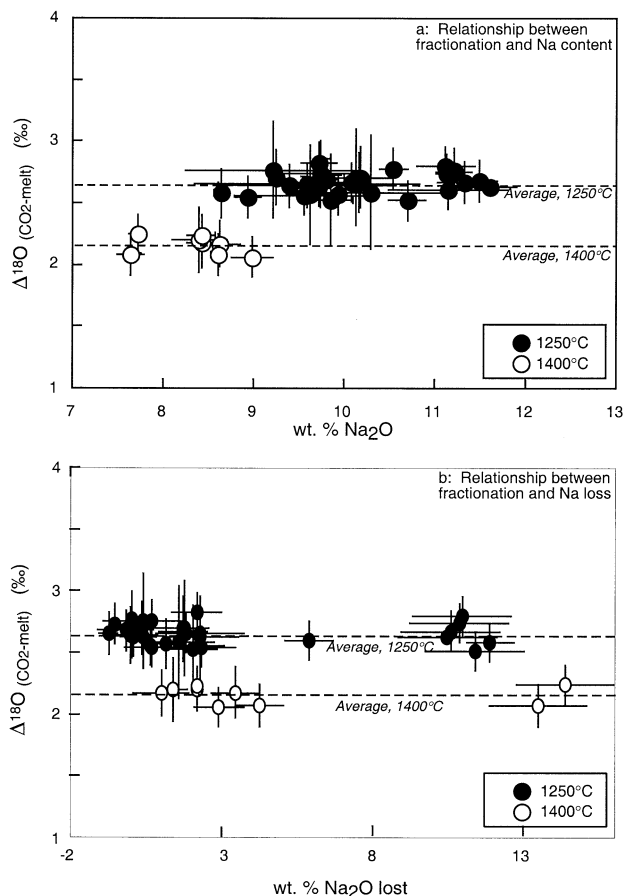 4
a: Relationship between
fractionation and Na content
3
Δ18O (CO2-melt) (‰)
Average, 1250°C
2
Average, 1400°C
1250°C
1400°C
1
7 8 9 10 11 12 13
wt. % Na2O
4
b: Relationship between
fractionation and Na loss
3
Δ18O (CO2-melt) (‰)
Average, 1250°C
2
Average, 1400°C
1250°C
1400°C
1
-2 3 8 13
wt. % Na2O lost